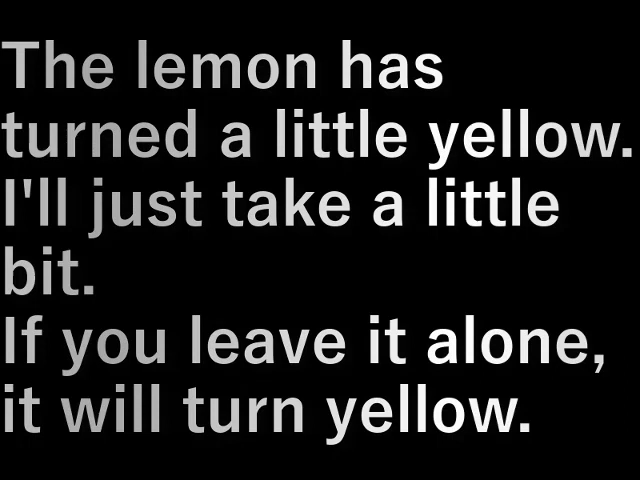 The lemon has
turned a little yellow.
I'll just take a little
bit.
If you leave it alone,
it will turn yellow.